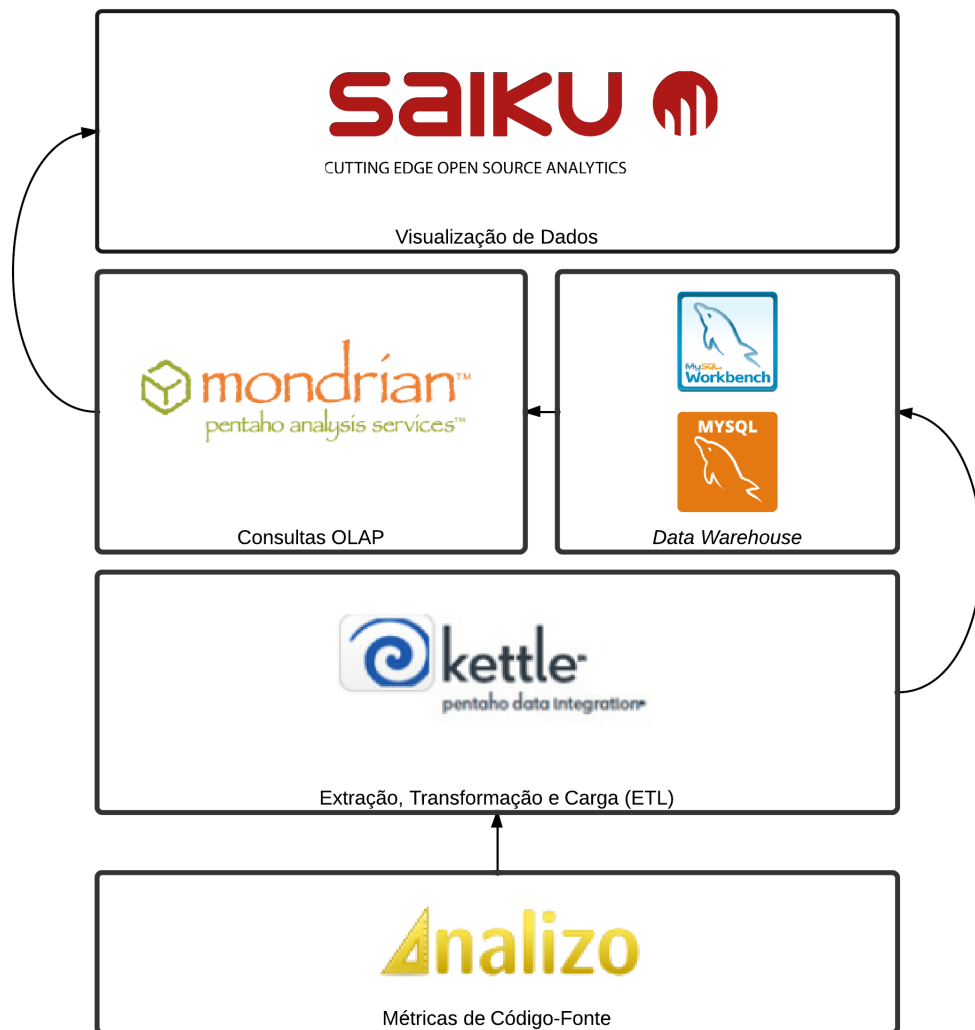 saiku
CUTTING EDGE OPEN SOURCE ANALYTICS
Visualização de Dados
mondrian™
pentaho analysis services™
Consultas OLAP
MySQL
Workbench
MYSQL
Data Warehouse
kettle
pentaho data integration
Extração, Transformação e Carga (ETL)
Analizo
Métricas de Código-Fonte